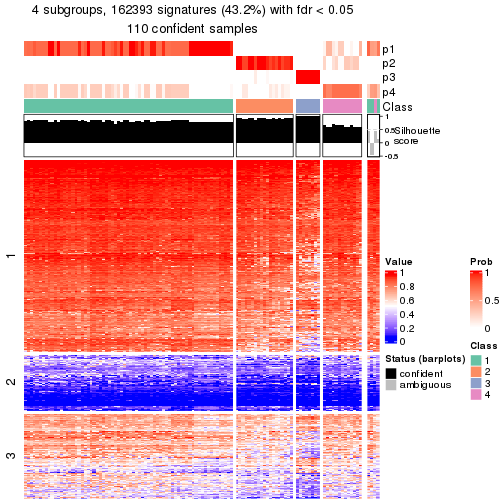 4 subgroups, 162393 signatures (43.2%) with fdr < 0.05
110 confident samples
p1
p2
p3
p4
Class
1
0.5
0
-0.5
Silhouette
score
1
2
3
Value
1
0.8
0.6
0.4
0.2
0
Status (barplots)
confident
ambiguous
Prob
1
0.5
0
Class
1
2
3
4